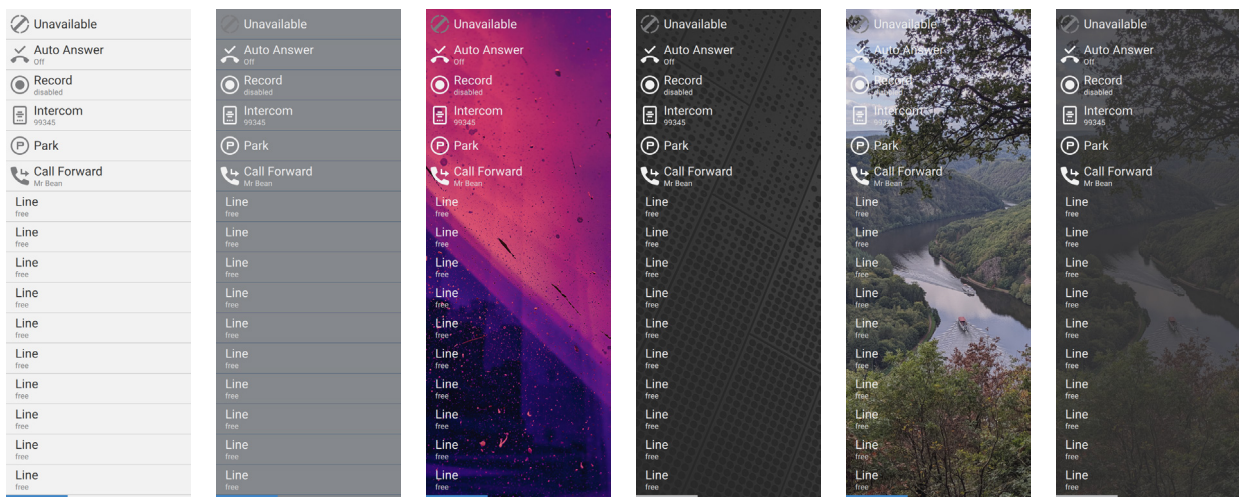 Unavailable
Auto Answer
Off
Record
disabled
Intercom
99345
Park
Call Forward
Mr Bean
Line
free
Line
free
Line
free
Line
free
Line
free
Line
free
Line
free
Line
free
Line
free
Line
free
Unavailable
Auto Answer
Off
Record
disabled
Intercom
99345
Park
Call Forward
Mr Bean
Line
free
Line
free
Line
free
Line
free
Line
free
Line
free
Line
free
Line
free
Line
free
Line
free
Unavailable
Auto Answer
Off
Record
disabled
Intercom
99345
Park
Call Forward
Mr Bean
Line
free
Line
free
Line
free
Line
free
Line
free
Line
free
Line
free
Line
free
Line
free
Line
free
Unavailable
Auto Answer
Off
Record
disabled
Intercom
99345
Park
Call Forward
Mr Bean
Line
free
Line
free
Line
free
Line
free
Line
free
Line
free
Line
free
Line
free
Line
free
Line
free
Unavailable
Auto Answer
Off
Record
disabled
Intercom
99345
Park
Call Forward
Mr Bean
Line
free
Line
free
Line
free
Line
free
Line
free
Line
free
Line
free
Line
free
Line
free
Line
free
Unavailable
Auto Answer
Off
Record
disabled
Intercom
99345
Park
Call Forward
Mr Bean
Line
free
Line
free
Line
free
Line
free
Line
free
Line
free
Line
free
Line
free
Line
free
Line
free